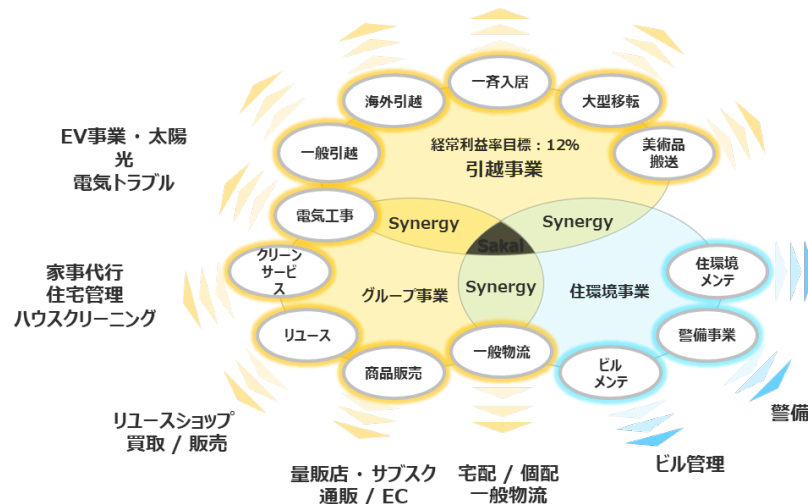 一斉入居
海外引越
大型移転
一般引越
経常利益率目標：12%
引越事業
美術品
搬送
EV事業・太陽
光
電気トラブル
電気工事
Synergy
Synergy
Sakai
クリーン
サービ
ス
Synergy
グループ事業
住環境事業
住環境
メンテ
家事代行
住宅管理
ハウスクリーニング
リユース
一般物流
警備事業
商品販売
ビル
メンテ
リユースショップ
買取 / 販売
警備
ビル管理
量販店・サブスク
通販 / EC
宅配 / 個配
一般物流